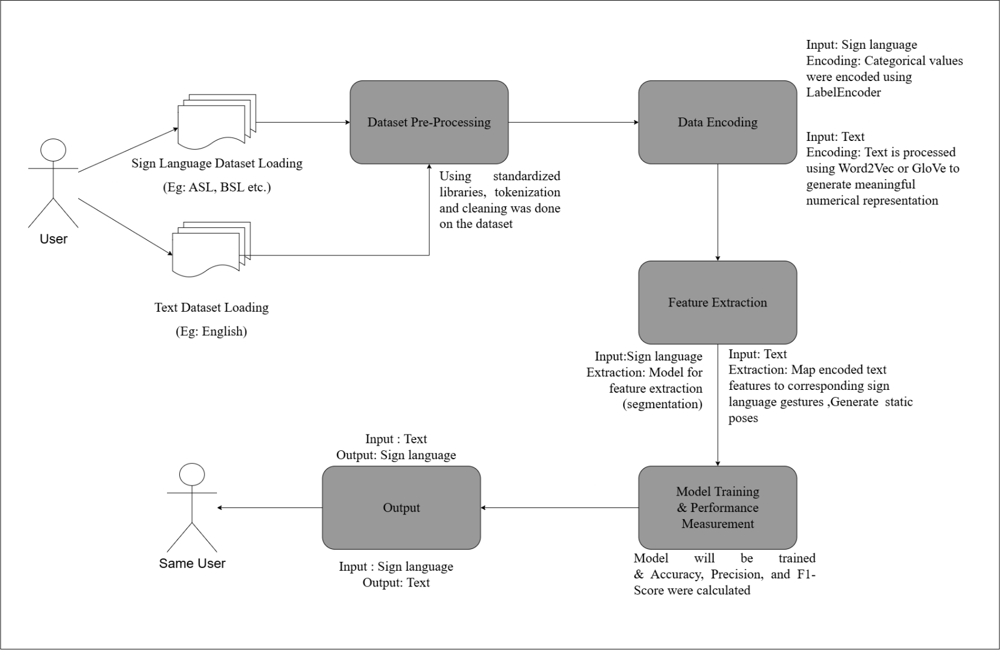 Input: Sign language
Encoding: Categorical values
were encoded using
LabelEncoder
Dataset Pre-Processing
Data Encoding
Input: Text
Encoding: Text is processed
using Word2Vec or GloVe to
generate meaningful
numerical representation
Sign Language Dataset Loading
(Eg: ASL, BSL etc.)
Using standardized
libraries, tokenization
and cleaning was done
on the dataset
User
Text Dataset Loading
(Eg: English)
Feature Extraction
Input:Sign language
Extraction: Model for
feature extraction
(segmentation)
Input: Text
Extraction: Map encoded text
features to corresponding sign
language gestures ,Generate static
poses
Input : Text
Output: Sign language
Output
Model Training
& Performance
Measurement
Same User
Input : Sign language
Output: Text
Model will be trained
& Accuracy, Precision, and F1-
Score were calculated